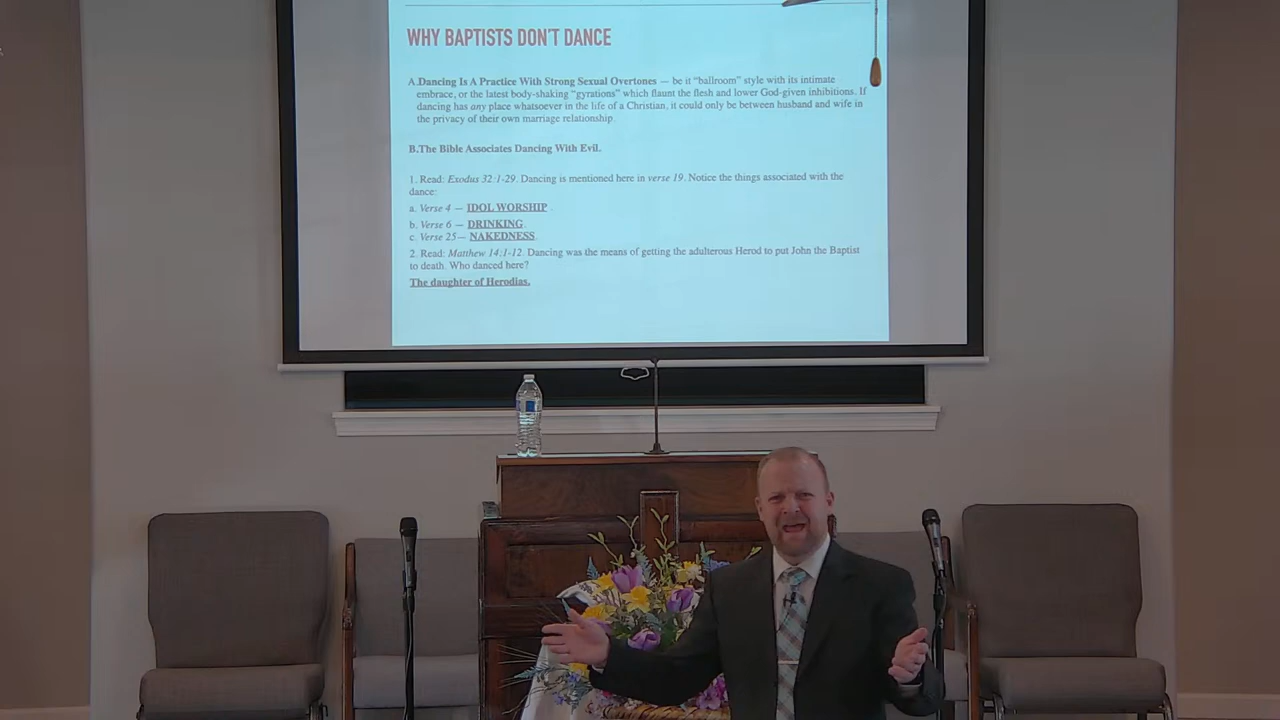 WHY BAPTISTS DON'T DANCE
A.Dancing Is A Practice With Strong Sexual Overtones — be it "ballroom" style with its intimate
embrace, or the latest body-shaking "gyrations" which flaunt the flesh and lower God-given inhibitions. If
dancing has any place whatsoever in the life of a Christian, it could only be between husband and wife in
the privacy of their own marriage relationship.
B.The Bible Associates Dancing With Evil.
1. Read: Exodus 32:1-29. Dancing is mentioned here in verse 19. Notice the things associated with the
dance:
a. Verse 4 — IDOL WORSHIP .
b. Verse 6 — DRINKING.
c. Verse 25— NAKEDNESS.
2. Read: Matthew 14:1-12. Dancing was the means of getting the adulterous Herod to put John the Baptist
to death. Who danced here?
The daughter of Herodias.